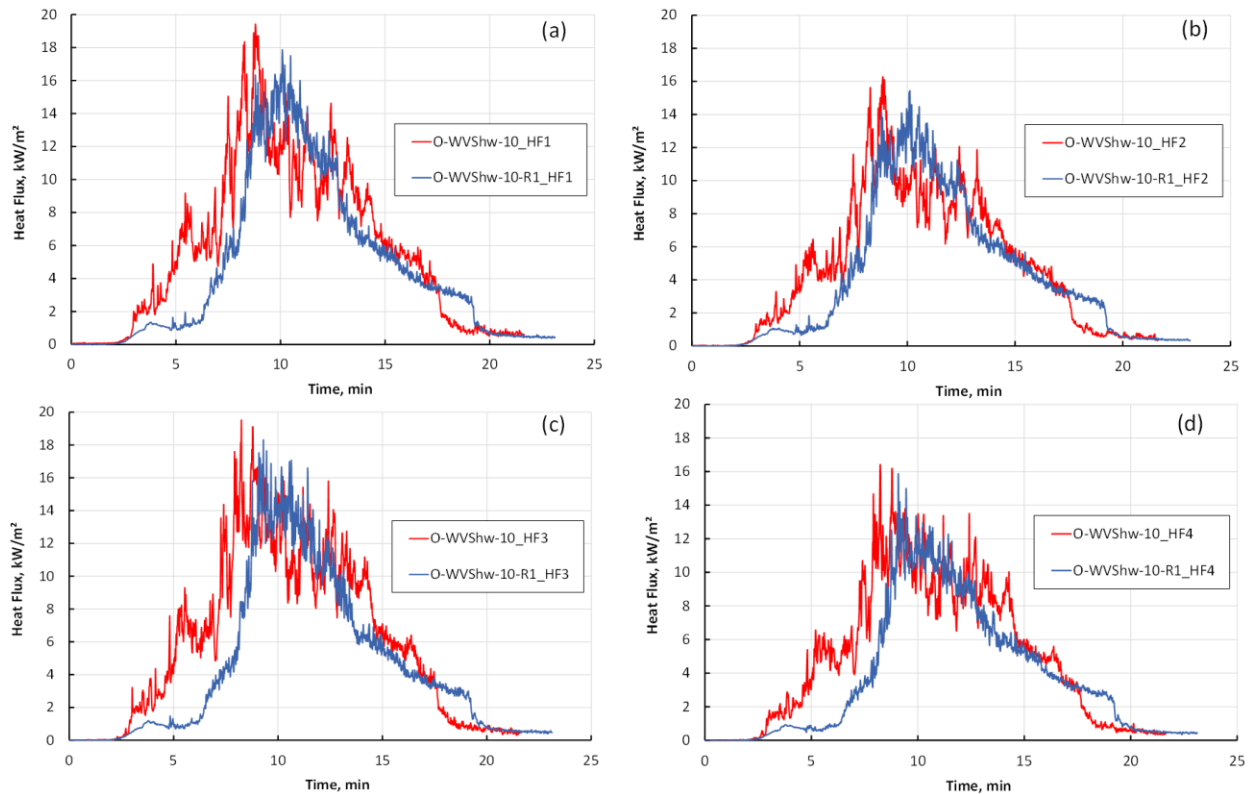 (a)
Heat Flux, kW/m²
20
18
16
14
12
10
8
6
4
2
0
O-WVShw-10_HF1
O-WVShw-10-R1_HF1
0 5 10 15 20 25
Time, min
(b)
Heat Flux, kW/m²
20
18
16
14
12
10
8
6
4
2
0
O-WVShw-10_HF2
O-WVShw-10-R1_HF2
0 5 10 15 20 25
Time, min
(c)
Heat Flux, kW/m²
20
18
16
14
12
10
8
6
4
2
0
O-WVShw-10_HF3
O-WVShw-10-R1_HF3
0 5 10 15 20 25
Time, min
(d)
Heat Flux, kW/m²
20
18
16
14
12
10
8
6
4
2
0
O-WVShw-10_HF4
O-WVShw-10-R1_HF4
0 5 10 15 20 25
Time, min